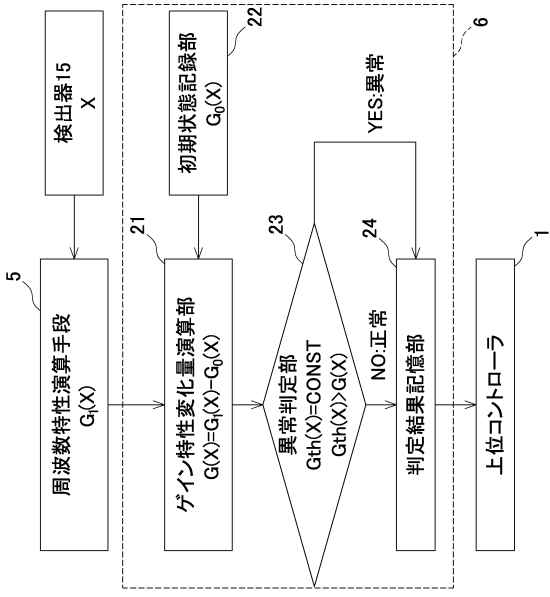 検出器15
X
周波数特性演算手段
G₁(X)
5
初期状態記録部
G₀(X)
22
ゲイン特性変化量演算部
G(X)=G₁(X)-G₀(X)
21
異常判定部
Gth(X)=CONST
Gth(X)>G(X)
23
YES:異常
NO:正常
判定結果記憶部
24
6
上位コントローラ
1